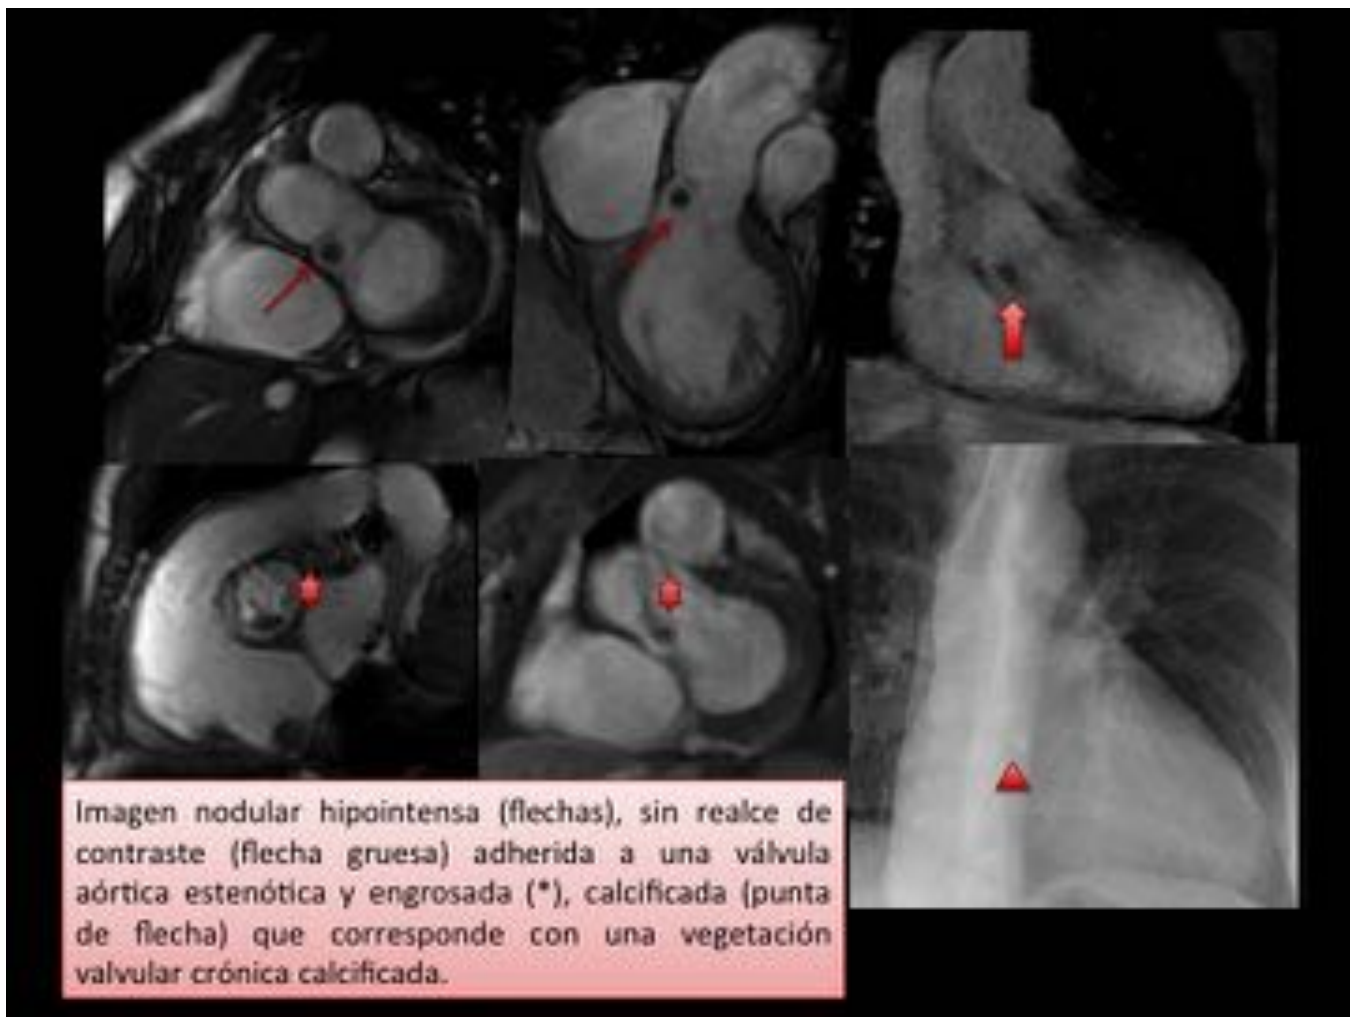 Imagen nodular hipointensa (flechas), sin realce de
contraste (flecha gruesa) adherida a una válvula
aórtica estenótica y engrosada (*), calcificada (punta
de flecha) que corresponde con una vegetación
valvular crónica calcificada.